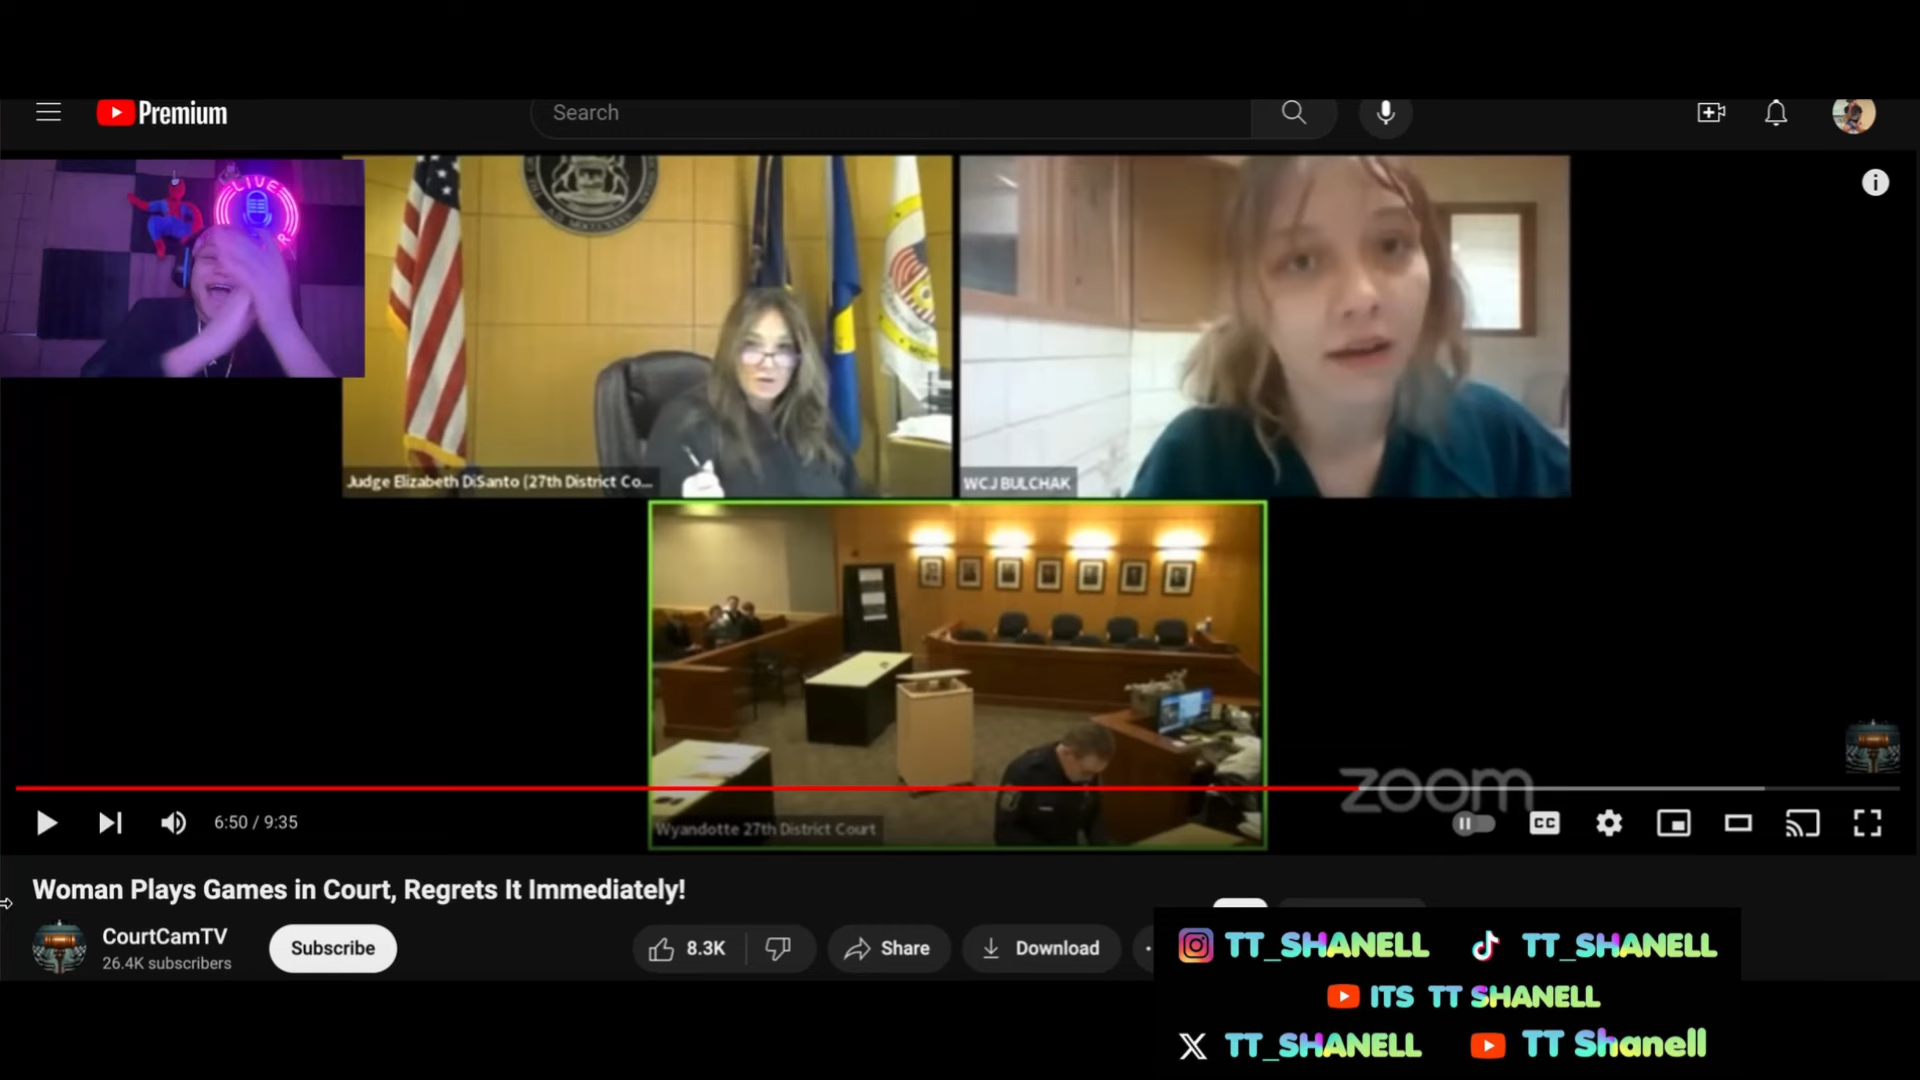 Premium
Search
LIVE
Judge Elizabeth DiSanto (27th District Co...
WCJ BULCHAK
Wyandotte 27th District Court
zoom
6:50 / 9:35
CC
Woman Plays Games in Court, Regrets It Immediately!
CourtCamTV
26.4K subscribers
Subscribe
8.3K
Share
Download
TT_SHANELL
TT_SHANELL
ITS TT SHANELL
TT_SHANELL
TT Shanell